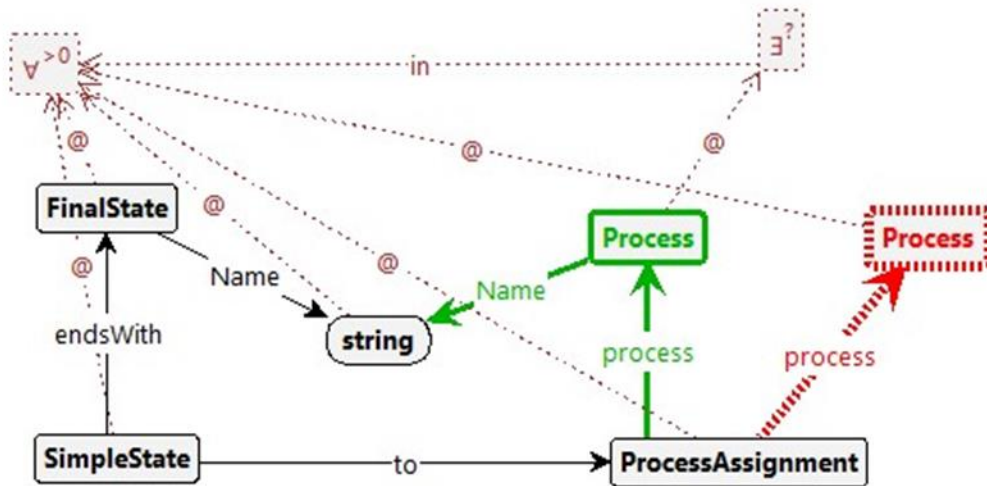 ∀>0
∃?
in
@
@
@
FinalState
@
Process
Process
Name
@
@
Name
endsWith
string
process
process
SimpleState
to
ProcessAssignment